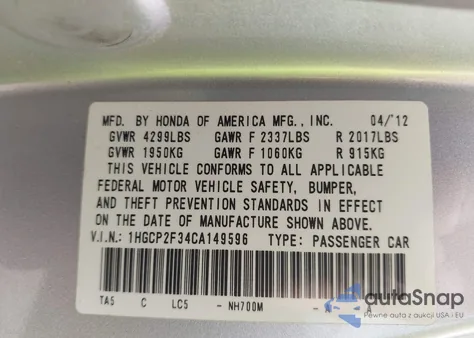 MFD. BY HONDA OF AMERICA MFG., INC. 04/12
GVWR 4299LBS GAWR F 2337LBS R 2017LBS
GVWR 1950KG GAWR F 1060KG R 915KG
THIS VEHICLE CONFORMS TO ALL APPLICABLE
FEDERAL MOTOR VEHICLE SAFETY, BUMPER,
AND THEFT PREVENTION STANDARDS IN EFFECT
ON THE DATE OF MANUFACTURE SHOWN ABOVE.
V.I.N.: 1HGCP2F34CA149596 TYPE: PASSENGER CAR
TA5 C LC5 - NH700M -A- A
autaSnap
Pewne auta z aukcji USA i EU